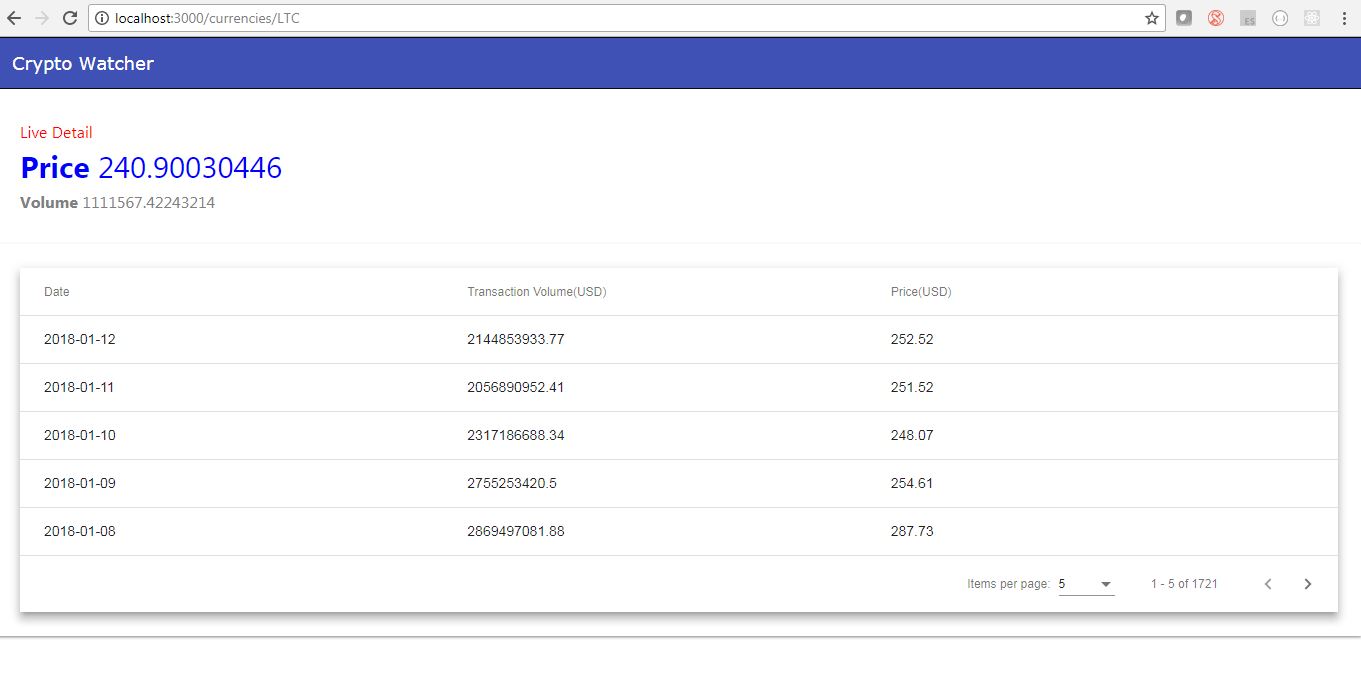 localhost:3000/currencies/LTC
Crypto Watcher
Live Detail
Price 240.90030446
Volume 1111567.42243214
Date Transaction Volume(USD) Price(USD)
2018-01-12 2144853933.77 252.52
2018-01-11 2056890952.41 251.52
2018-01-10 2317186688.34 248.07
2018-01-09 2755253420.5 254.61
2018-01-08 2869497081.88 287.73
Items per page: 5 1 - 5 of 1721